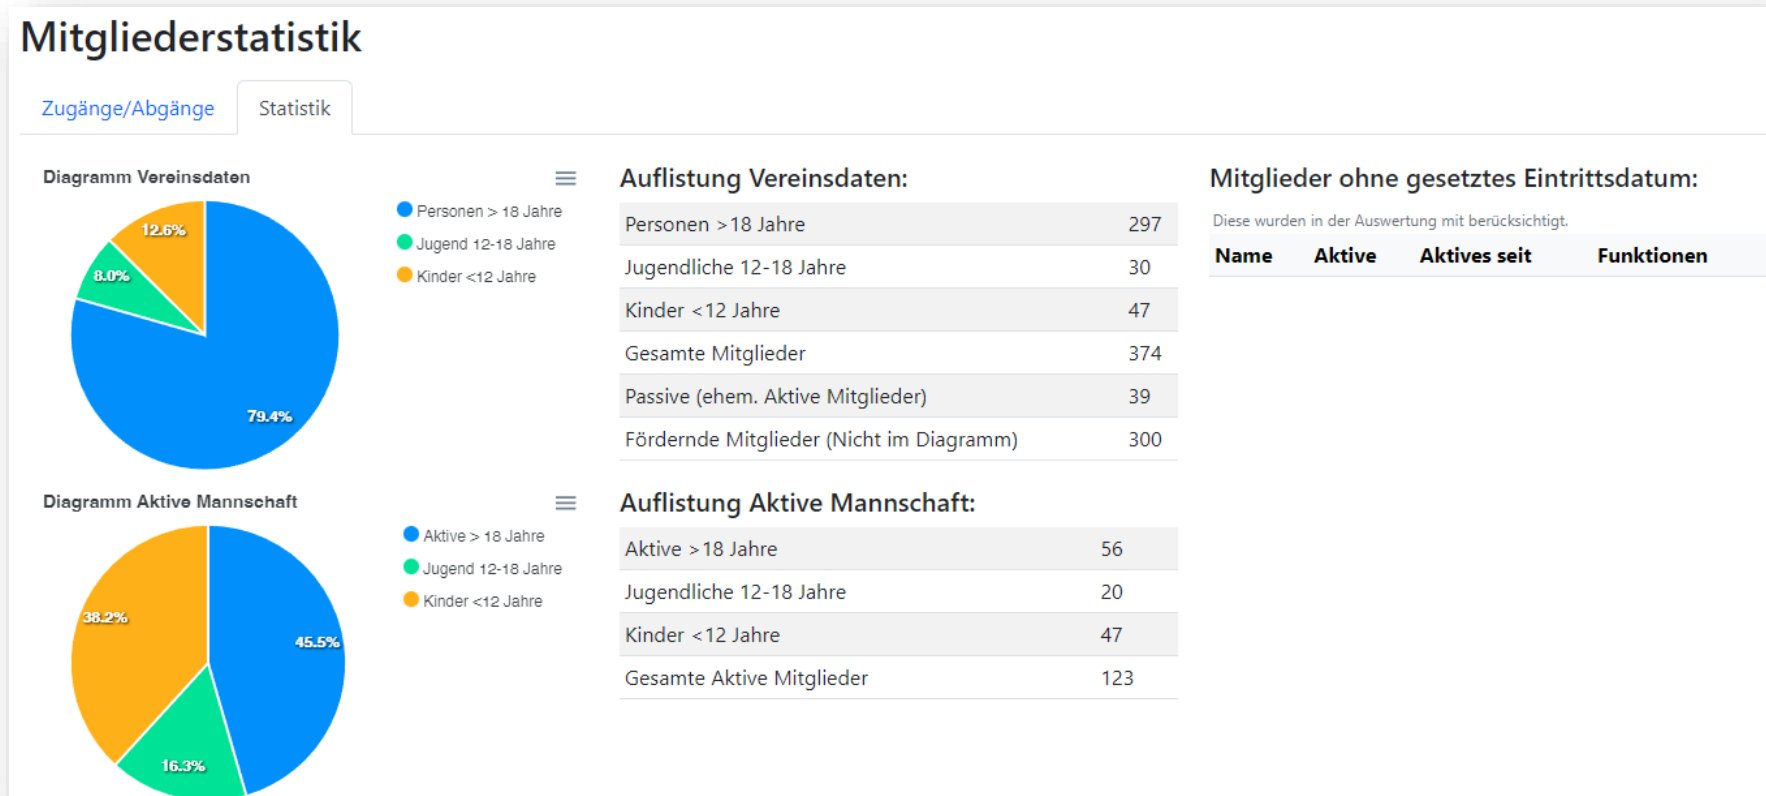 Mitgliederstatistik
Zugänge/Abgänge
Statistik
Diagramm Vereinsdaten
12.6%
8.0%
79.4%
Personen > 18 Jahre
Jugend 12-18 Jahre
Kinder <12 Jahre
Auflistung Vereinsdaten:
Personen >18 Jahre 297
Jugendliche 12-18 Jahre 30
Kinder <12 Jahre 47
Gesamte Mitglieder 374
Passive (ehem. Aktive Mitglieder) 39
Fördernde Mitglieder (Nicht im Diagramm) 300
Mitglieder ohne gesetztes Eintrittsdatum:
Diese wurden in der Auswertung mit berücksichtigt.
Name Aktive Aktives seit Funktionen
Diagramm Aktive Mannschaft
38.2%
45.5%
16.3%
Aktive > 18 Jahre
Jugend 12-18 Jahre
Kinder <12 Jahre
Auflistung Aktive Mannschaft:
Aktive >18 Jahre 56
Jugendliche 12-18 Jahre 20
Kinder <12 Jahre 47
Gesamte Aktive Mitglieder 123